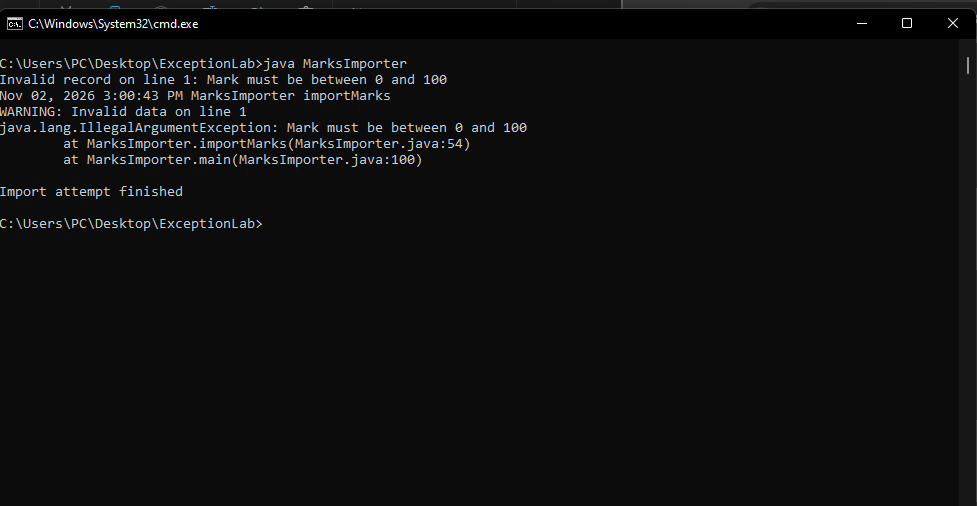 C:\Windows\System32\cmd.exe
C:\Users\PC\Desktop\ExceptionLab>java MarksImporter
Invalid record on line 1: Mark must be between 0 and 100
Nov 02, 2026 3:00:43 PM MarksImporter importMarks
WARNING: Invalid data on line 1
java.lang.IllegalArgumentException: Mark must be between 0 and 100
        at MarksImporter.importMarks(MarksImporter.java:54)
        at MarksImporter.main(MarksImporter.java:100)
Import attempt finished
C:\Users\PC\Desktop\ExceptionLab>